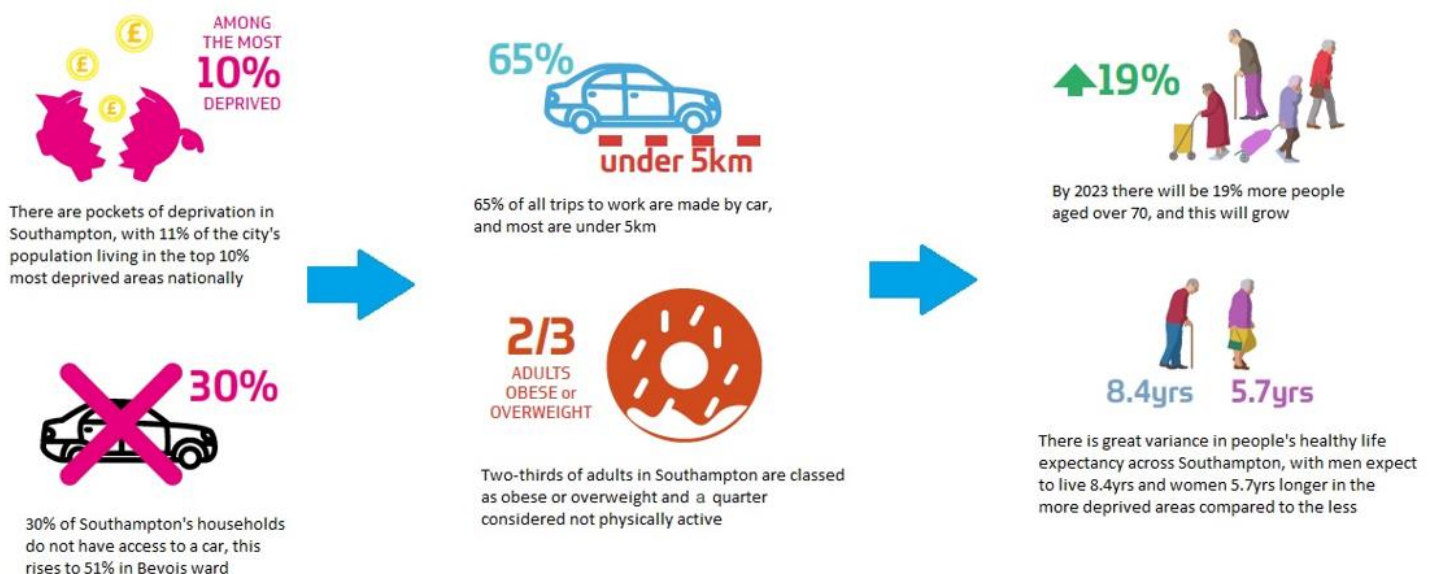 AMONG
THE MOST
10%
DEPRIVED
£
£
£
There are pockets of deprivation in
Southampton, with 11% of the city's
population living in the top 10%
most deprived areas nationally
30%
30% of Southampton's households
do not have access to a car, this
rises to 51% in Bevois ward
65%
under 5km
65% of all trips to work are made by car,
and most are under 5km
2/3
ADULTS
OBESE or
OVERWEIGHT
Two-thirds of adults in Southampton are classed
as obese or overweight and a quarter
considered not physically active
19%
By 2023 there will be 19% more people
aged over 70, and this will grow
8.4yrs 5.7yrs
There is great variance in people's healthy life
expectancy across Southampton, with men expect
to live 8.4yrs and women 5.7yrs longer in the
more deprived areas compared to the less